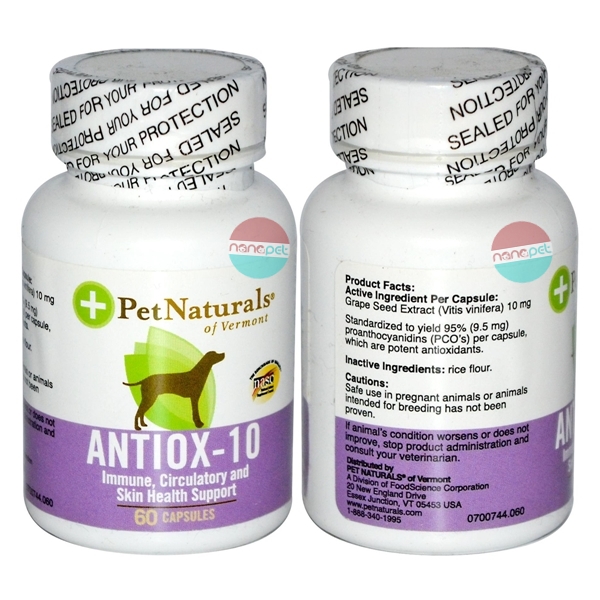 SEALED FOR YOUR PROTECTION
nanopet
PetNaturals®
of Vermont
nasc
ANTIOX-10
Immune, Circulatory and
Skin Health Support
60 CAPSULES
SEALED FOR YOUR PROTECTION
nanopet
Product Facts:
Active Ingredient Per Capsule:
Grape Seed Extract (Vitis vinifera) 10 mg
Standardized to yield 95% (9.5 mg)
proanthocyanidins (PCO's) per capsule,
which are potent antioxidants.
Inactive Ingredients: rice flour.
Cautions:
Safe use in pregnant animals or animals
intended for breeding has not been
proven.
If animal's condition worsens or does not
improve, stop product administration and
consult your veterinarian.
Distributed by
PET NATURALS® of Vermont
A Division of FoodScience Corporation
20 New England Drive
Essex Junction, VT 05453 USA
www.petnaturals.com
1-888-340-1995
0700744.060